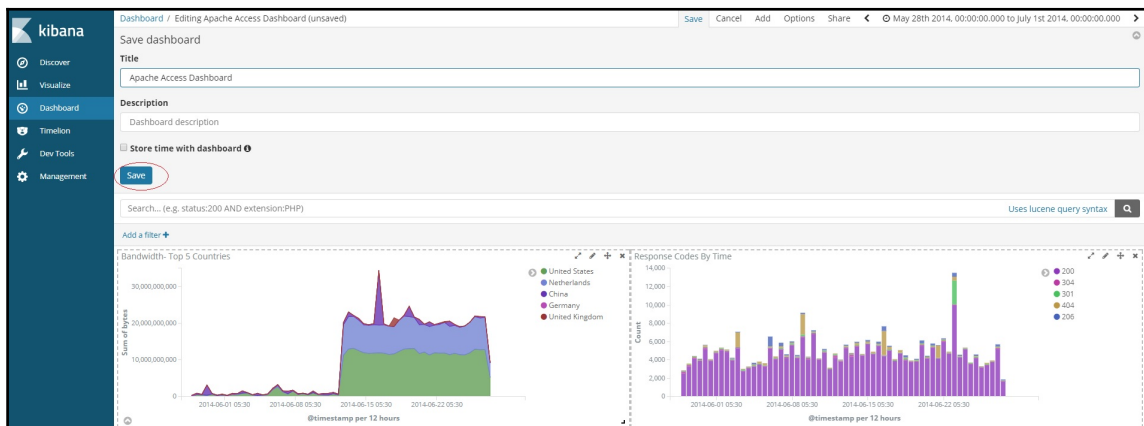 kibana
Discover
Visualize
Dashboard
Timelion
Dev Tools
Management
Dashboard / Editing Apache Access Dashboard (unsaved)
Save Cancel Add Options Share May 28th 2014, 00:00:00.000 to July 1st 2014, 00:00:00.000
Save dashboard
Title
Apache Access Dashboard
Description
Dashboard description
Store time with dashboard
Save
Search... (e.g. status:200 AND extension:PHP) Uses lucene query syntax
Add a filter +
Bandwidth- Top 5 Countries
Sum of bytes
30,000,000,000
20,000,000,000
10,000,000,000
0
2014-06-01 05:30 2014-06-08 05:30 2014-06-15 05:30 2014-06-22 05:30
@timestamp per 12 hours
United States
Netherlands
China
Germany
United Kingdom
Response Codes By Time
Count
14,000
12,000
10,000
8,000
6,000
4,000
2,000
0
2014-06-01 05:30 2014-06-08 05:30 2014-06-15 05:30 2014-06-22 05:30
@timestamp per 12 hours
200
304
301
404
206